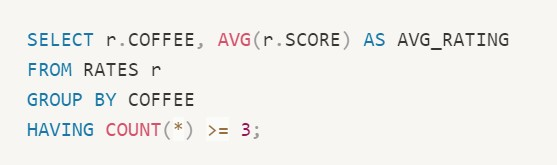 SELECT r.COFFEE, AVG(r.SCORE) AS AVG_RATING
FROM RATES r
GROUP BY COFFEE
HAVING COUNT(*) >= 3;